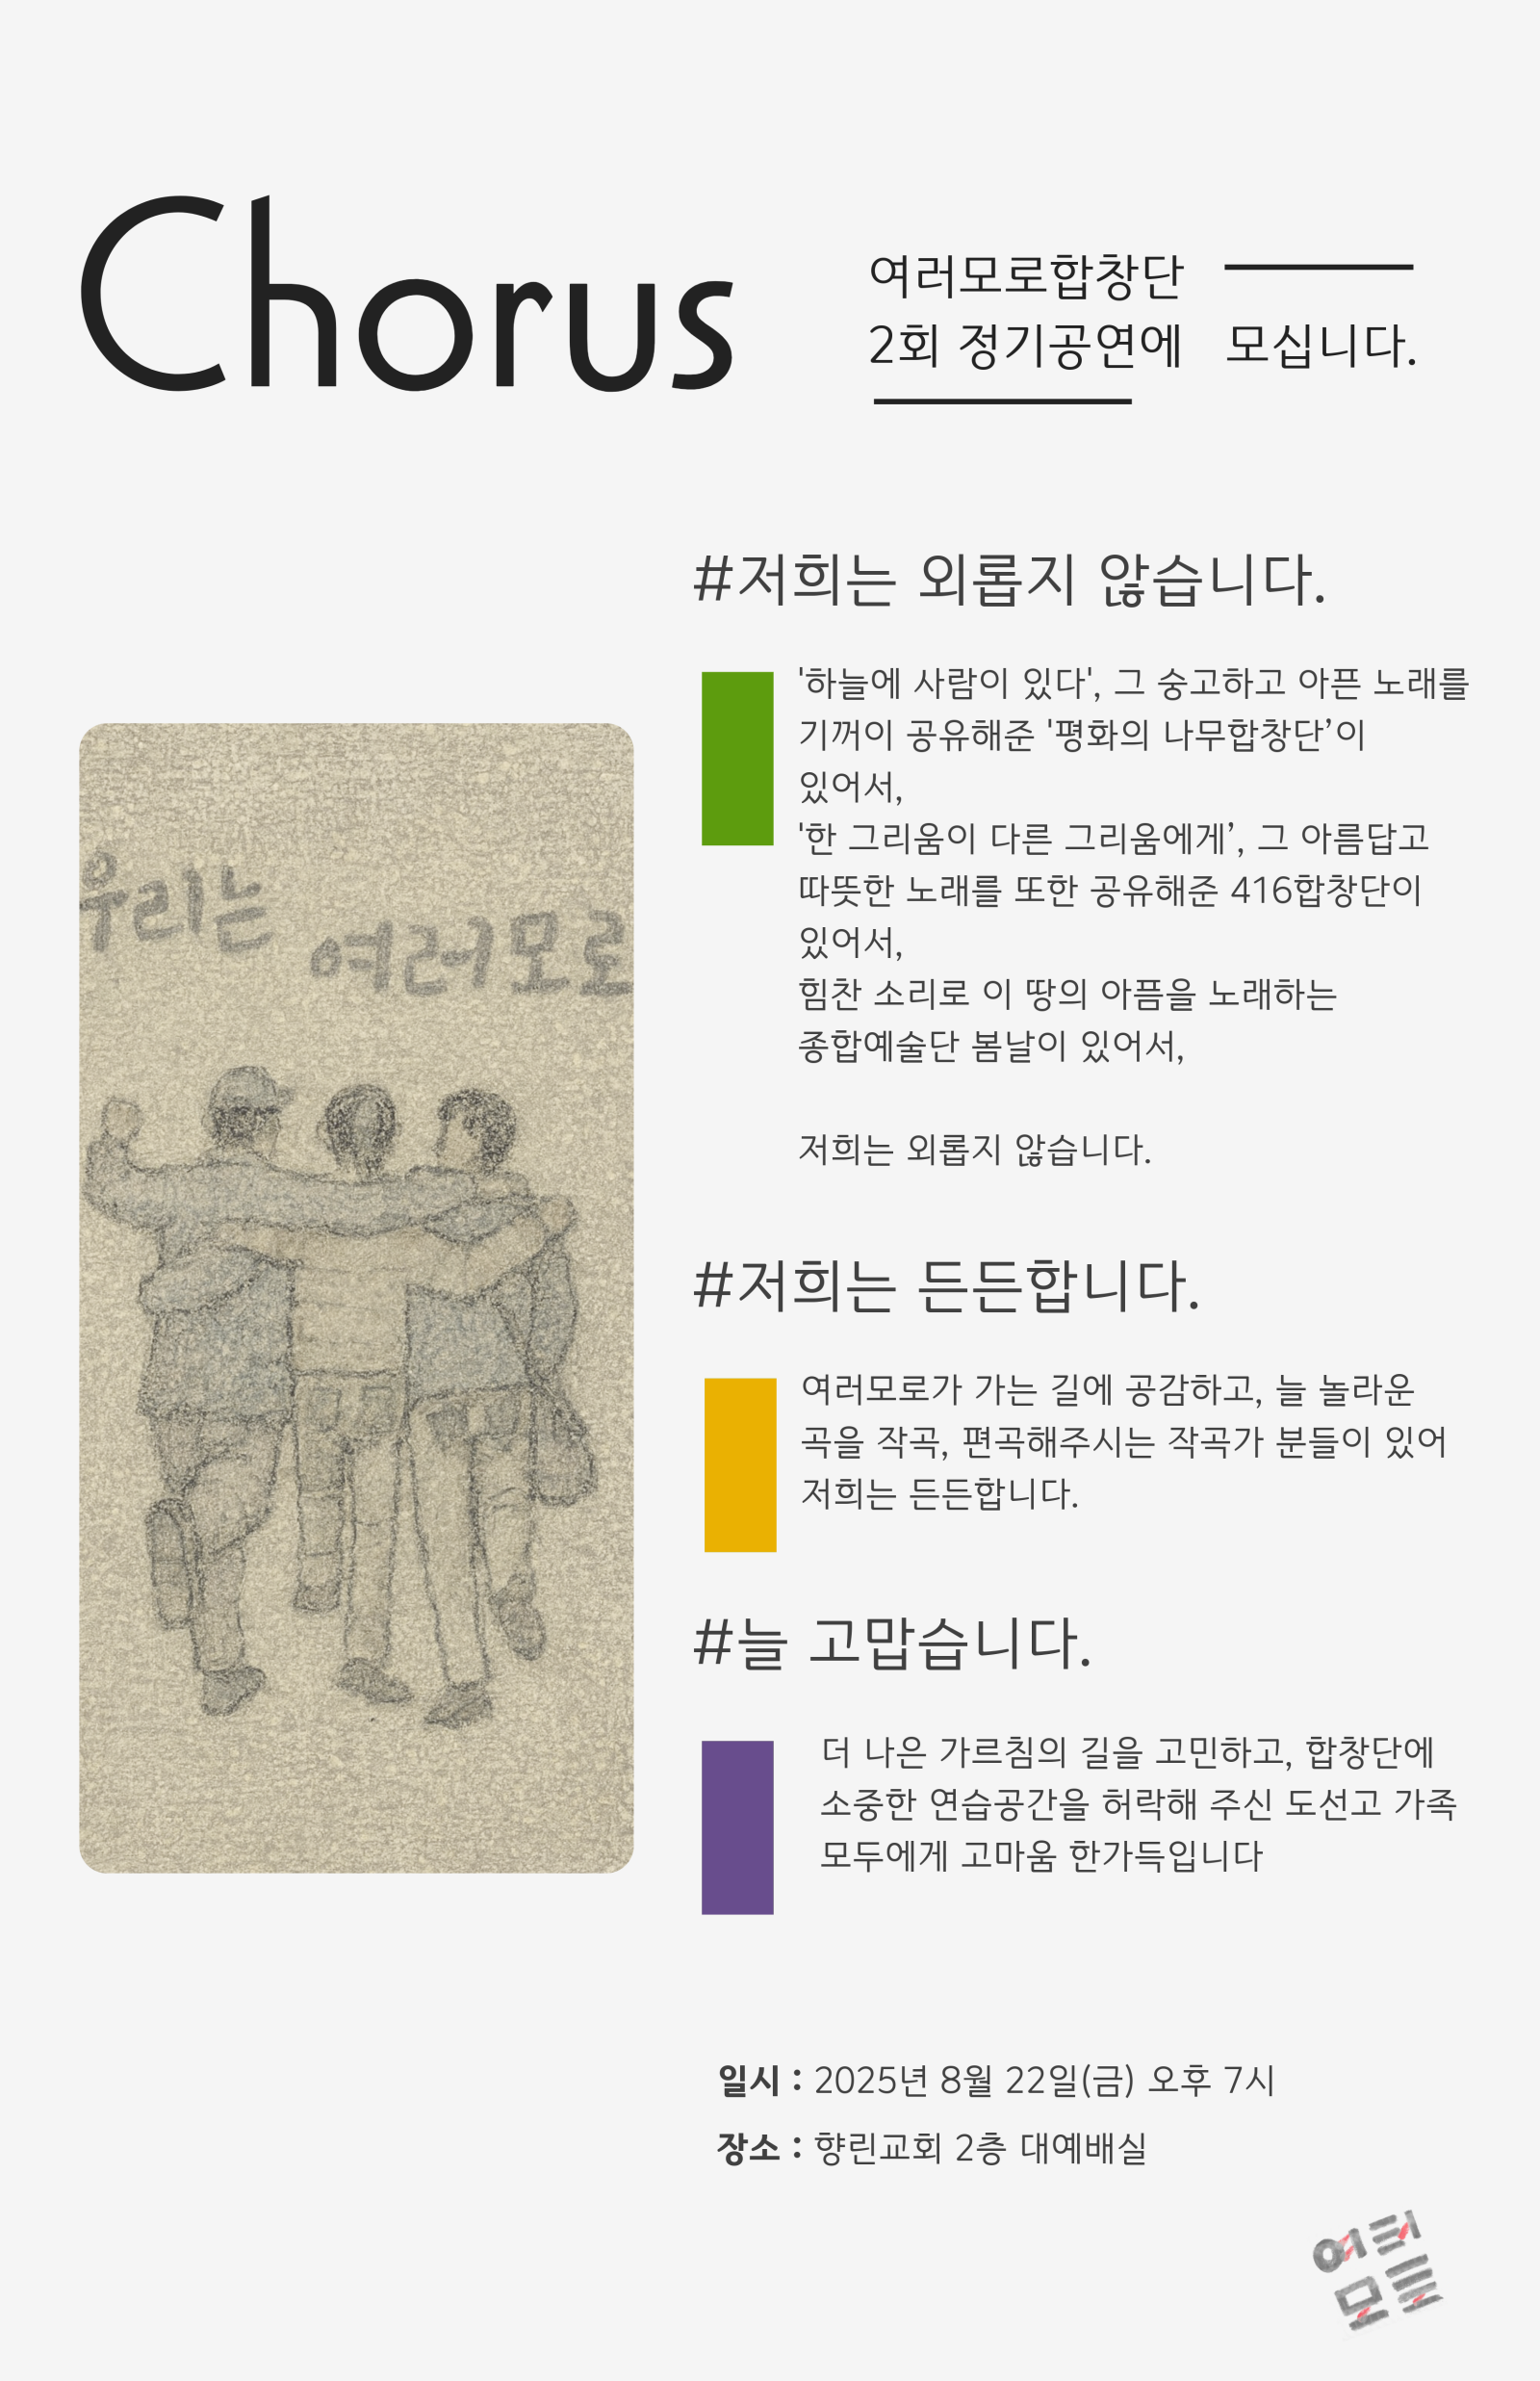 Chorus
여러모로합창단
2회 정기공연에 모십니다.
#저희는 외롭지 않습니다.
'하늘에 사람이 있다', 그 숭고하고 아픈 노래를
기꺼이 공유해준 '평화의 나무합창단’이
있어서,
'한 그리움이 다른 그리움에게’, 그 아름답고
따뜻한 노래를 또한 공유해준 416합창단이
있어서,
힘찬 소리로 이 땅의 아픔을 노래하는
종합예술단 봄날이 있어서,
저희는 외롭지 않습니다.
우리는
여러모로
#저희는 든든합니다.
여러모로가 가는 길에 공감하고, 늘 놀라운
곡을 작곡, 편곡해주시는 작곡가 분들이 있어
저희는 든든합니다.
#늘 고맙습니다.
더 나은 가르침의 길을 고민하고, 합창단에
소중한 연습공간을 허락해 주신 도선고 가족
모두에게 고마움 한가득입니다
일시 : 2025년 8월 22일(금) 오후 7시
장소 : 향린교회 2층 대예배실
여러
모로